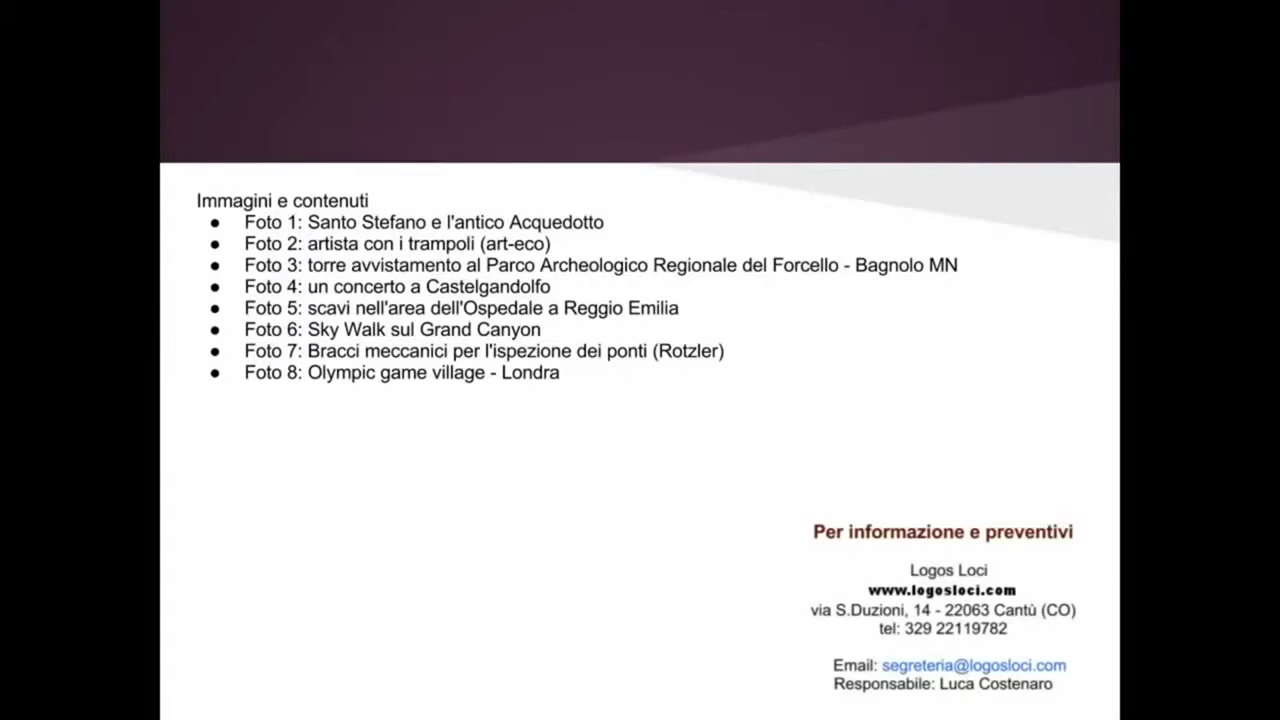 Immagini e contenuti
● Foto 1: Santo Stefano e l'antico Acquedotto
● Foto 2: artista con i trampoli (art-eco)
● Foto 3: torre avvistamento al Parco Archeologico Regionale del Forcello - Bagnolo MN
● Foto 4: un concerto a Castelgandolfo
● Foto 5: scavi nell'area dell'Ospedale a Reggio Emilia
● Foto 6: Sky Walk sul Grand Canyon
● Foto 7: Bracci meccanici per l'ispezione dei ponti (Rotzler)
● Foto 8: Olympic game village - Londra
Per informazione e preventivi
Logos Loci
www.logosloci.com
via S.Duzioni, 14 - 22063 Cantù (CO)
tel: 329 22119782
Email: segreteria@logosloci.com
Responsabile: Luca Costenaro